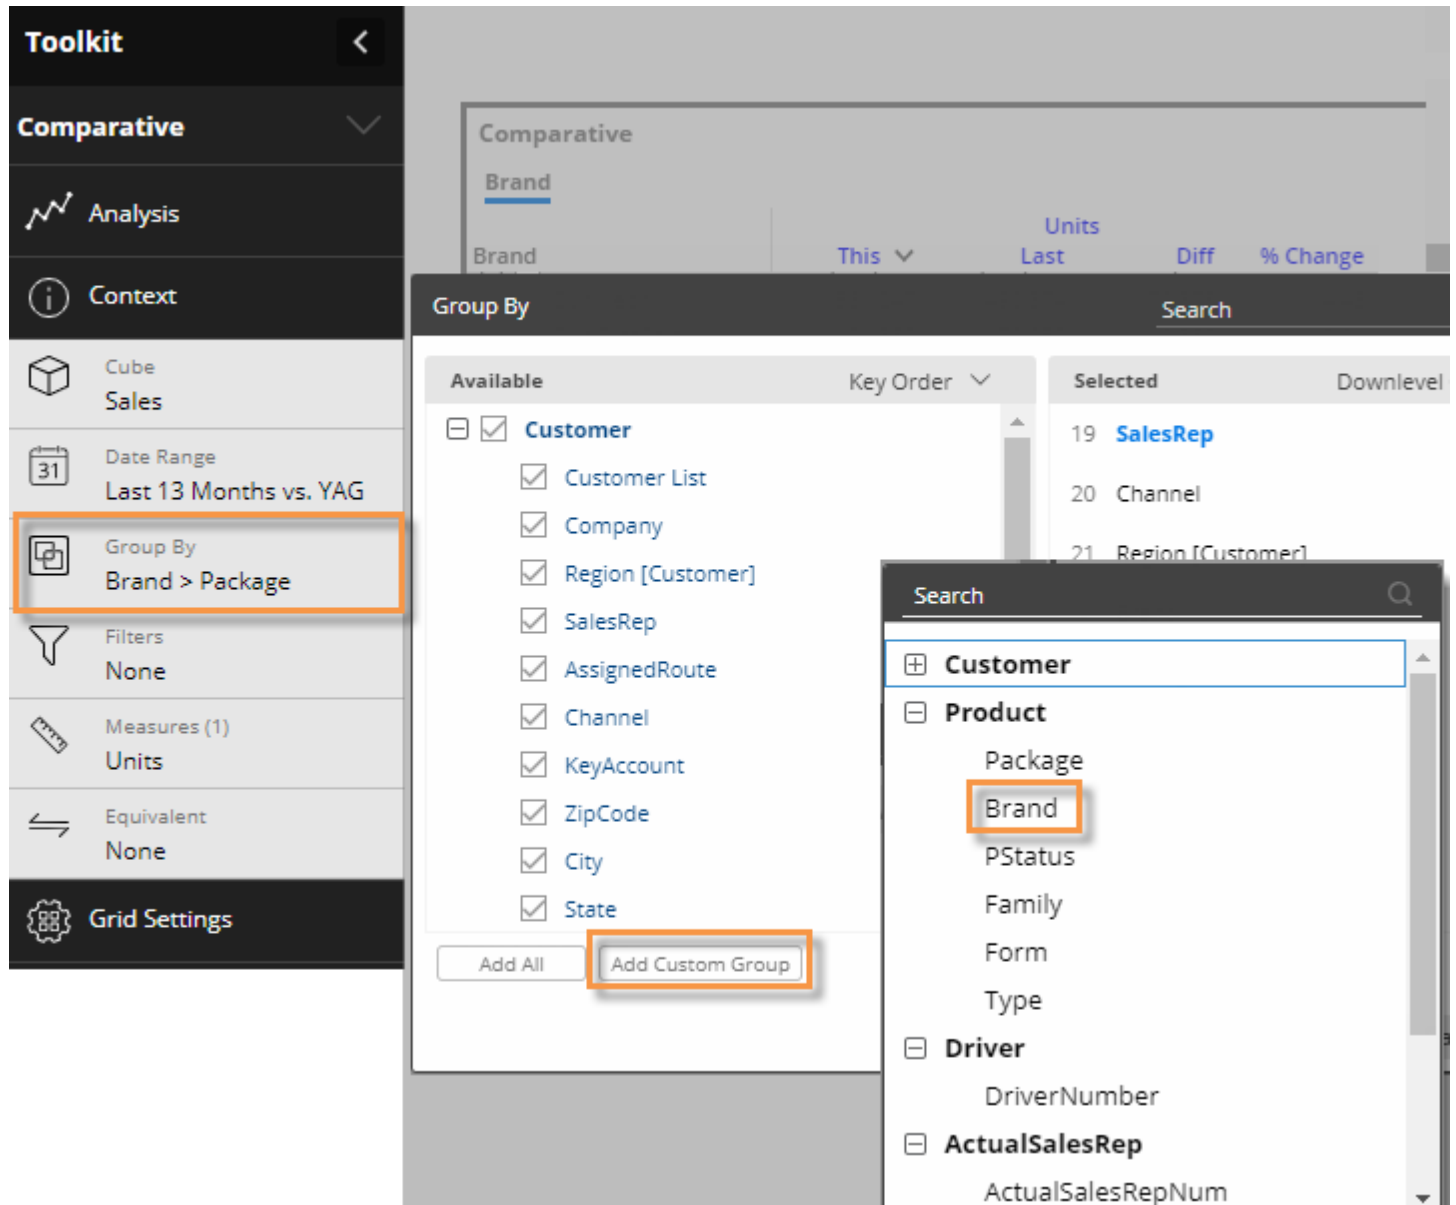 Toolkit
Comparative
Analysis
Context
Cube
Sales
31
Date Range
Last 13 Months vs. YAG
Group By
Brand > Package
Filters
None
Measures (1)
Units
Equivalent
None
Grid Settings
Comparative
Brand
Units
Brand This Last Diff % Change
Group By Search
Available Key Order
Customer
Customer List
Company
Region [Customer]
SalesRep
AssignedRoute
Channel
KeyAccount
ZipCode
City
State
Add All Add Custom Group
Selected Downlevel
19 SalesRep
20 Channel
21 Region [Customer]
Search
Customer
Product
Package
Brand
PStatus
Family
Form
Type
Driver
DriverNumber
ActualSalesRep
ActualSalesRepNum